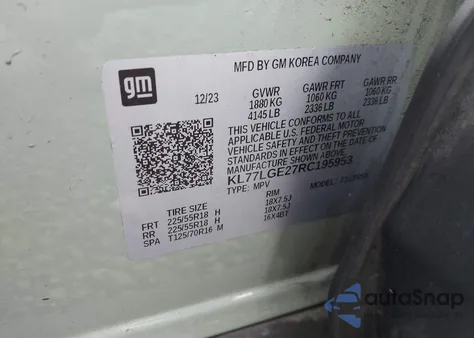 gm
MFD BY GM KOREA COMPANY
12/23 GVWR GAWR FRT GAWR RR
1880 KG 1060 KG 1060 KG
4145 LB 2336 LB 2336 LB
THIS VEHICLE CONFORMS TO ALL
APPLICABLE U.S. FEDERAL MOTOR
VEHICLE SAFETY AND THEFT PREVENTION
STANDARDS IN EFFECT ON THE DATE OF
MANUFACTURE SHOWN ABOVE.
KL77LGE27RC195953
TYPE: MPV MODEL:
TIRE SIZE RIM
FRT 225/55R18 H 18X7.5J
RR 225/55R18 H 18X7.5J
SPA T125/70R16 M 16X4BT
autoSnap